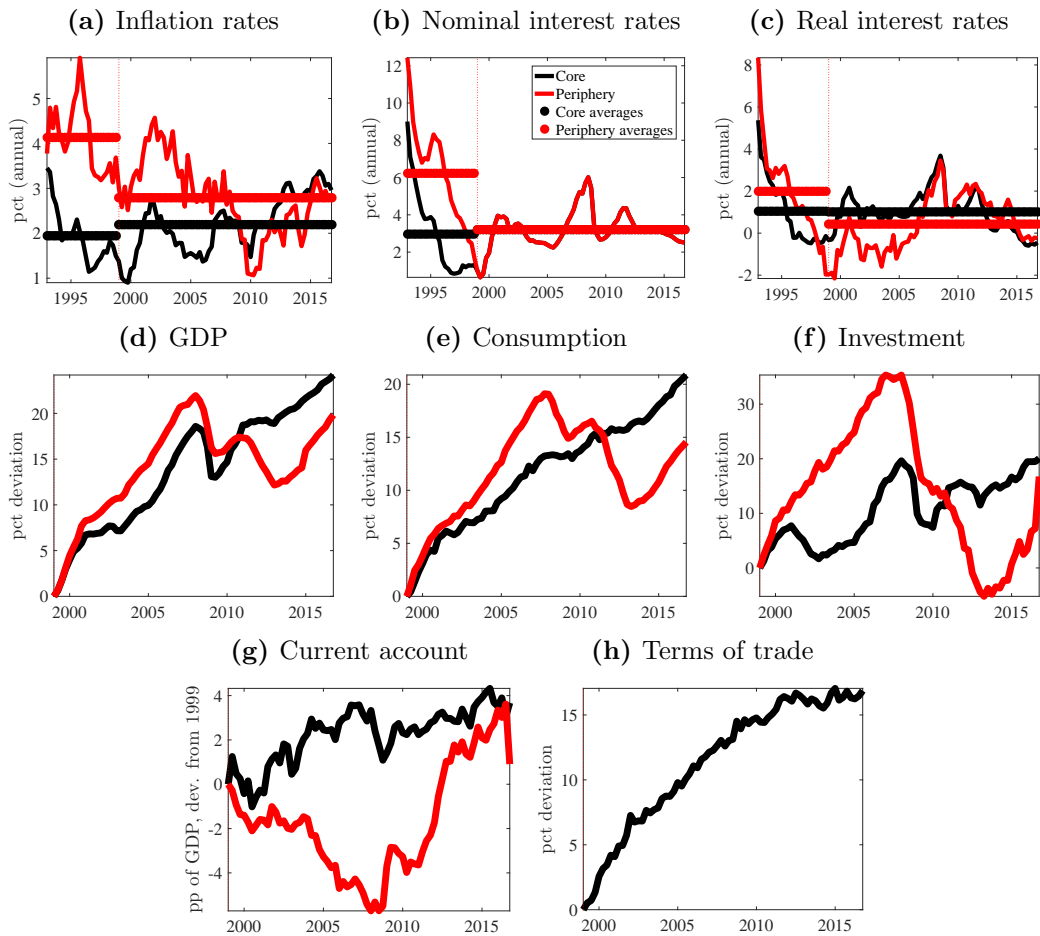 (a) Inflation rates
(b) Nominal interest rates
(c) Real interest rates
pct (annual)
5
4
3
2
1
1995 2000 2005 2010 2015
pct (annual)
12
10
8
6
4
2
1995 2000 2005 2010 2015
Core
Periphery
Core averages
Periphery averages
pct (annual)
8
6
4
2
0
-2
1995 2000 2005 2010 2015
(d) GDP
(e) Consumption
(f) Investment
pct deviation
20
15
10
5
0
2000 2005 2010 2015
pct deviation
20
15
10
5
0
2000 2005 2010 2015
pct deviation
30
20
10
0
2000 2005 2010 2015
(g) Current account
(h) Terms of trade
pp of GDP, dev. from 1999
4
2
0
-2
-4
2000 2005 2010 2015
pct deviation
15
10
5
0
2000 2005 2010 2015